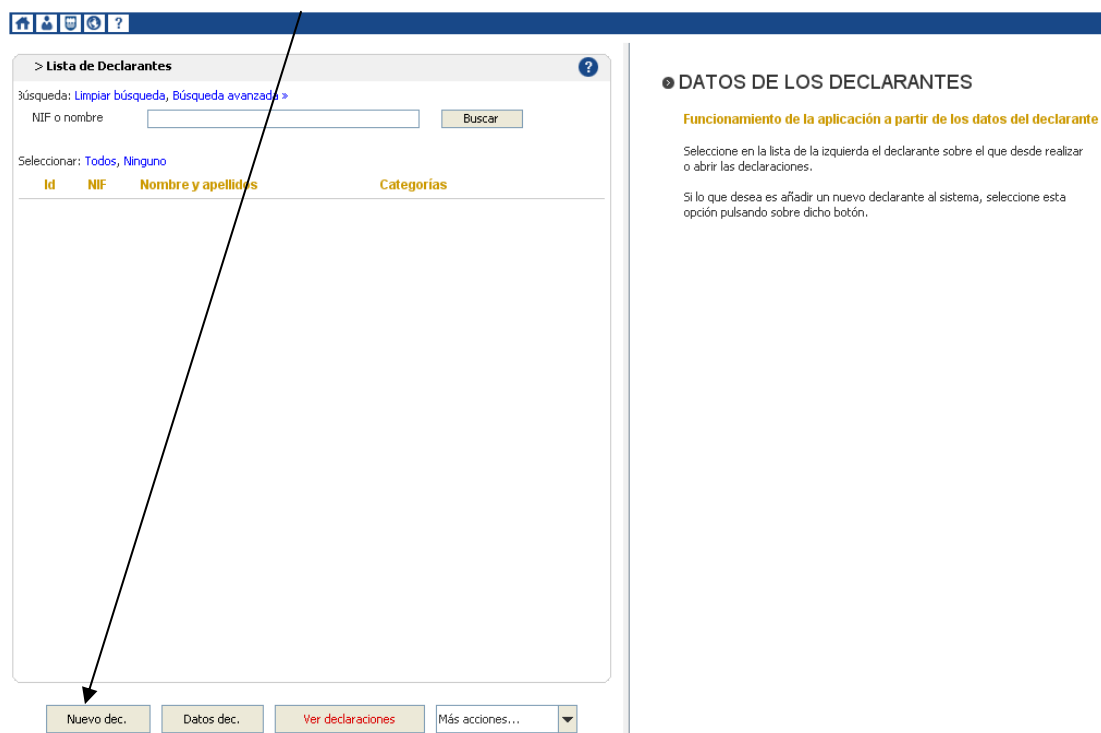 ?
> Lista de Declarantes
?
Búsqueda: Limpiar búsqueda, Búsqueda avanzada »
NIF o nombre
Buscar
Seleccionar: Todos, Ninguno
Id NIF Nombre y apellidos Categorías
Nuevo dec. Datos dec. Ver declaraciones Más acciones...
DATOS DE LOS DECLARANTES
Funcionamiento de la aplicación a partir de los datos del declarante
Seleccione en la lista de la izquierda el declarante sobre el que desde realizar
o abrir las declaraciones.
Si lo que desea es añadir un nuevo declarante al sistema, seleccione esta
opción pulsando sobre dicho botón.